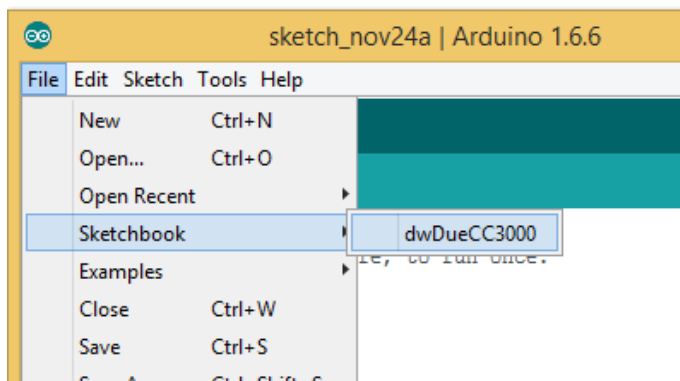 sketch_nov24a | Arduino 1.6.6
File Edit Sketch Tools Help
New Ctrl+N
Open... Ctrl+O
Open Recent
Sketchbook
dwDueCC3000
re, to run once:
Examples
Close Ctrl+W
Save Ctrl+S